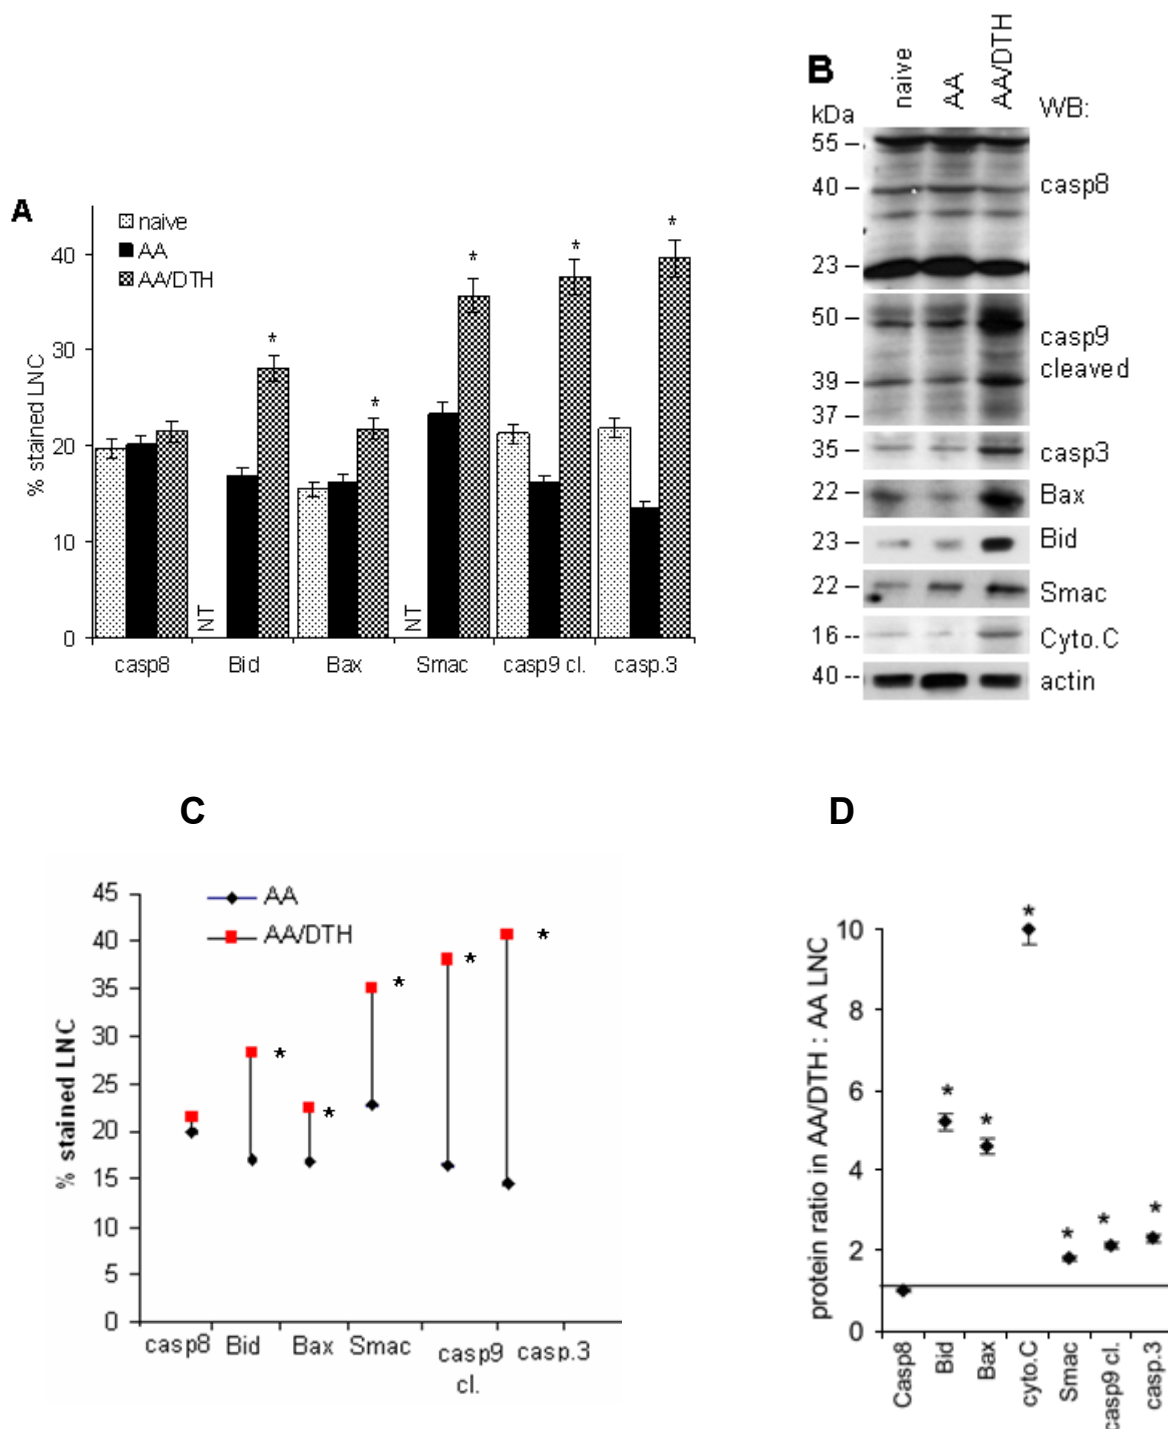 A
naive
AA
AA/DTH
% stained LNC
40
30
20
10
0
* * * * *
NT
NT
casp8 Bid Bax Smac casp9 cl. casp.3
B
naive AA AA/DTH
kDa
WB:
55 –
40 – casp8
23 –
50 –
casp9
cleaved
39 –
37 –
35 – casp3
22 – Bax
23 – Bid
22 – Smac
16 -- Cyto.C
40 -- actin
C
AA
AA/DTH
% stained LNC
45
40
35
30
25
20
15
10
5
0
* * * * *
casp8 Bid Bax Smac casp9 cl. casp.3
D
protein ratio in AA/DTH : AA LNC
10
8
6
4
2
0
* * * * * *
Casp8 Bid Bax cyto.C Smac casp9 cl. casp.3